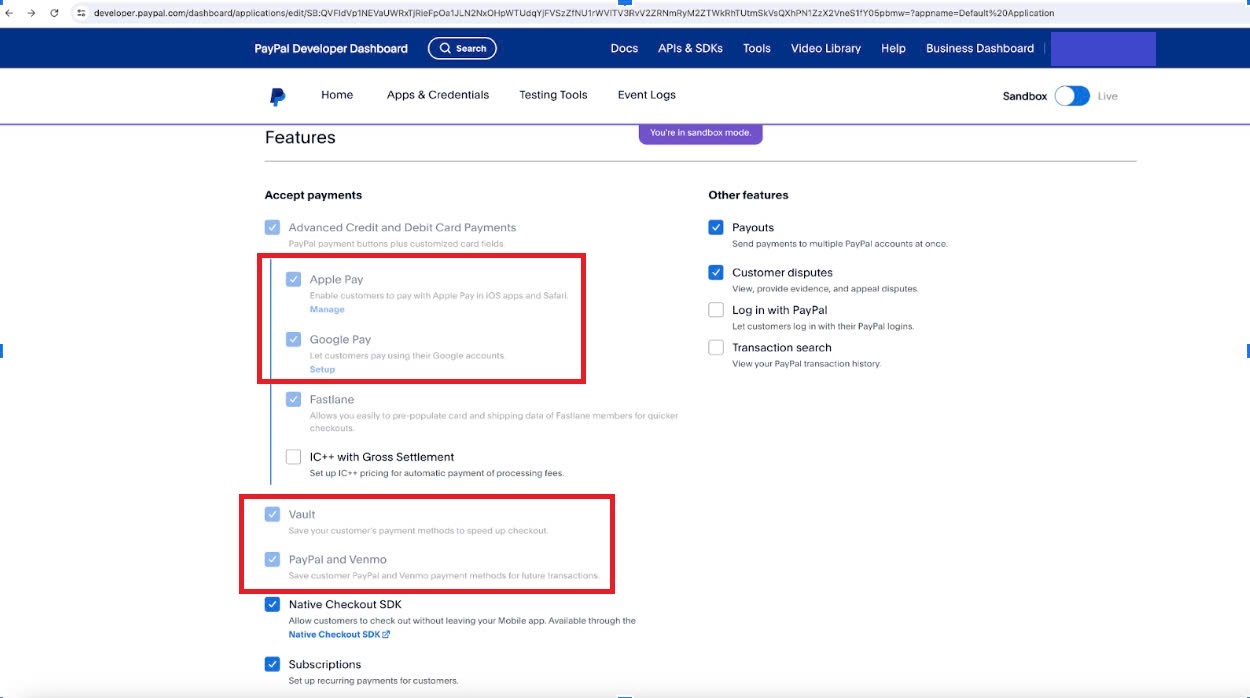 developer.paypal.com/dashboard/applications/edit/SB:QVFIdVp1NEVaUWRxTjRieFpOa1JLN2NxOHpWTUdqYjFVSzZfNU1rWVlTV3RvV2ZRNmRyM2ZTWkRhTUtmSkVsQXhPN1ZzX2VneS1fY05pbmw=?appname=Default%20Application
PayPal Developer Dashboard Search Docs APIs & SDKs Tools Video Library Help Business Dashboard
Home Apps & Credentials Testing Tools Event Logs Sandbox Live
You're in sandbox mode.
Features
Accept payments
Advanced Credit and Debit Card Payments
PayPal payment buttons plus customized card fields.
Apple Pay
Enable customers to pay with Apple Pay in iOS apps and Safari.
Manage
Google Pay
Let customers pay using their Google accounts.
Setup
Fastlane
Allows you easily to pre-populate card and shipping data of Fastlane members for quicker
checkouts.
IC++ with Gross Settlement
Set up IC++ pricing for automatic payment of processing fees.
Vault
Save your customer's payment methods to speed up checkout.
PayPal and Venmo
Save customer PayPal and Venmo payment methods for future transactions.
Native Checkout SDK
Allow customers to check out without leaving your Mobile app. Available through the
Native Checkout SDK
Subscriptions
Set up recurring payments for customers.
Other features
Payouts
Send payments to multiple PayPal accounts at once.
Customer disputes
View, provide evidence, and appeal disputes.
Log in with PayPal
Let customers log in with their PayPal logins.
Transaction search
View your PayPal transaction history.